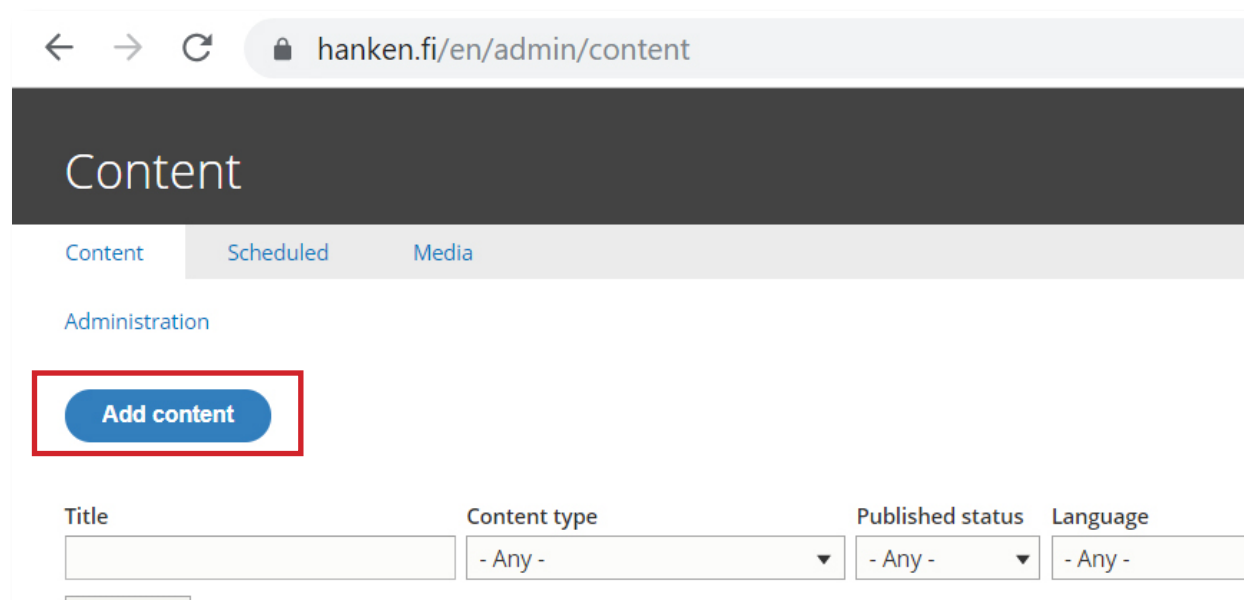 hanken.fi/en/admin/content
Content
Content Scheduled Media
Administration
Add content
Title Content type Published status Language
- Any - - Any - - Any -